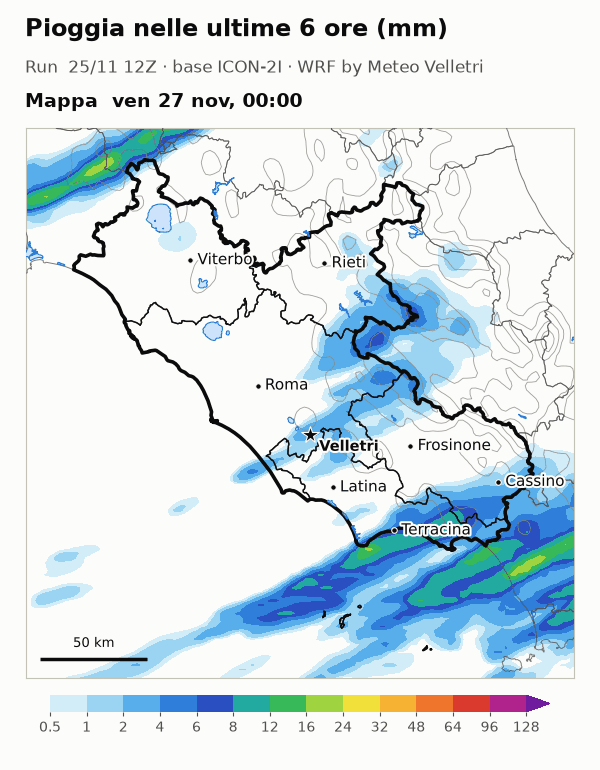 Pioggia nelle ultime 6 ore (mm)
Run 25/11 12Z · base ICON-2I · WRF by Meteo Velletri
Mappa ven 27 nov, 00:00
Viterbo
Rieti
Roma
Velletri
Frosinone
Latina
Cassino
Terracina
50 km
0.5 1 2 4 6 8 12 16 24 32 48 64 96 128